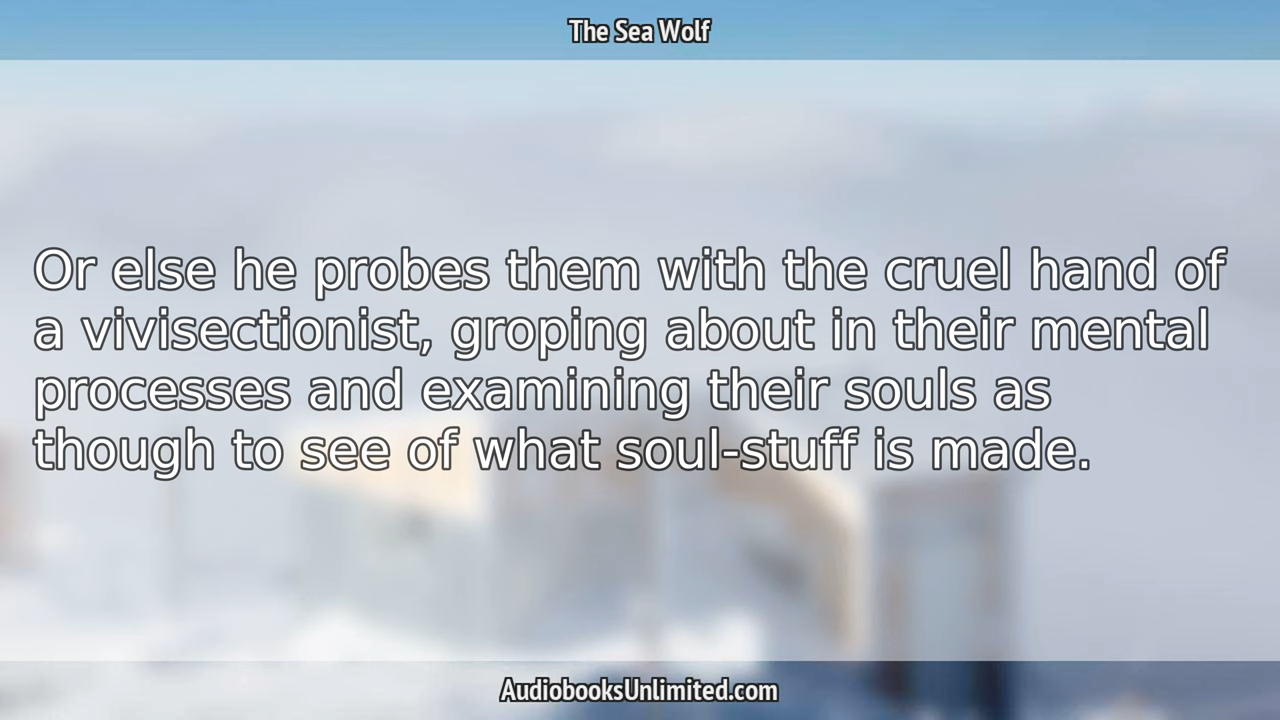 The Sea Wolf
Or else he probes them with the cruel hand of
a vivisectionist, groping about in their mental
processes and examining their souls as
though to see of what soul-stuff is made.
AudiobooksUnlimited.com